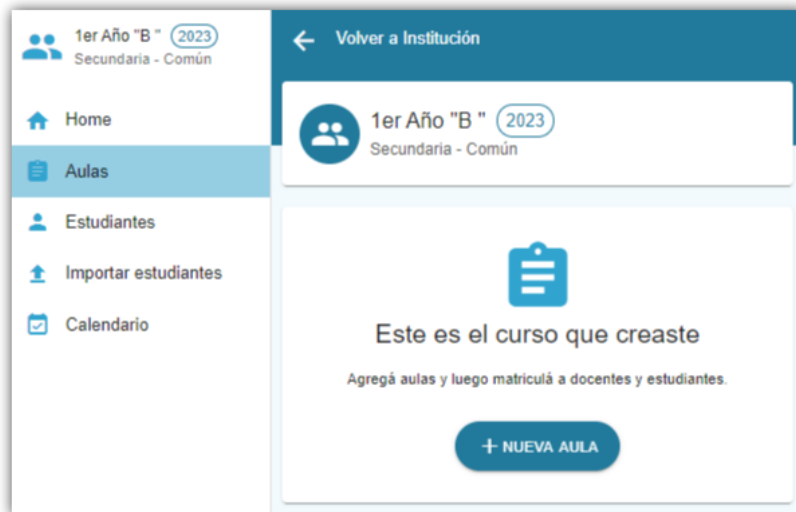 1er Año "B " 2023
Secundaria - Común
Home
Aulas
Estudiantes
Importar estudiantes
Calendario
Volver a Institución
1er Año "B " 2023
Secundaria - Común
Este es el curso que creaste
Agregá aulas y luego matriculá a docentes y estudiantes.
+ NUEVA AULA